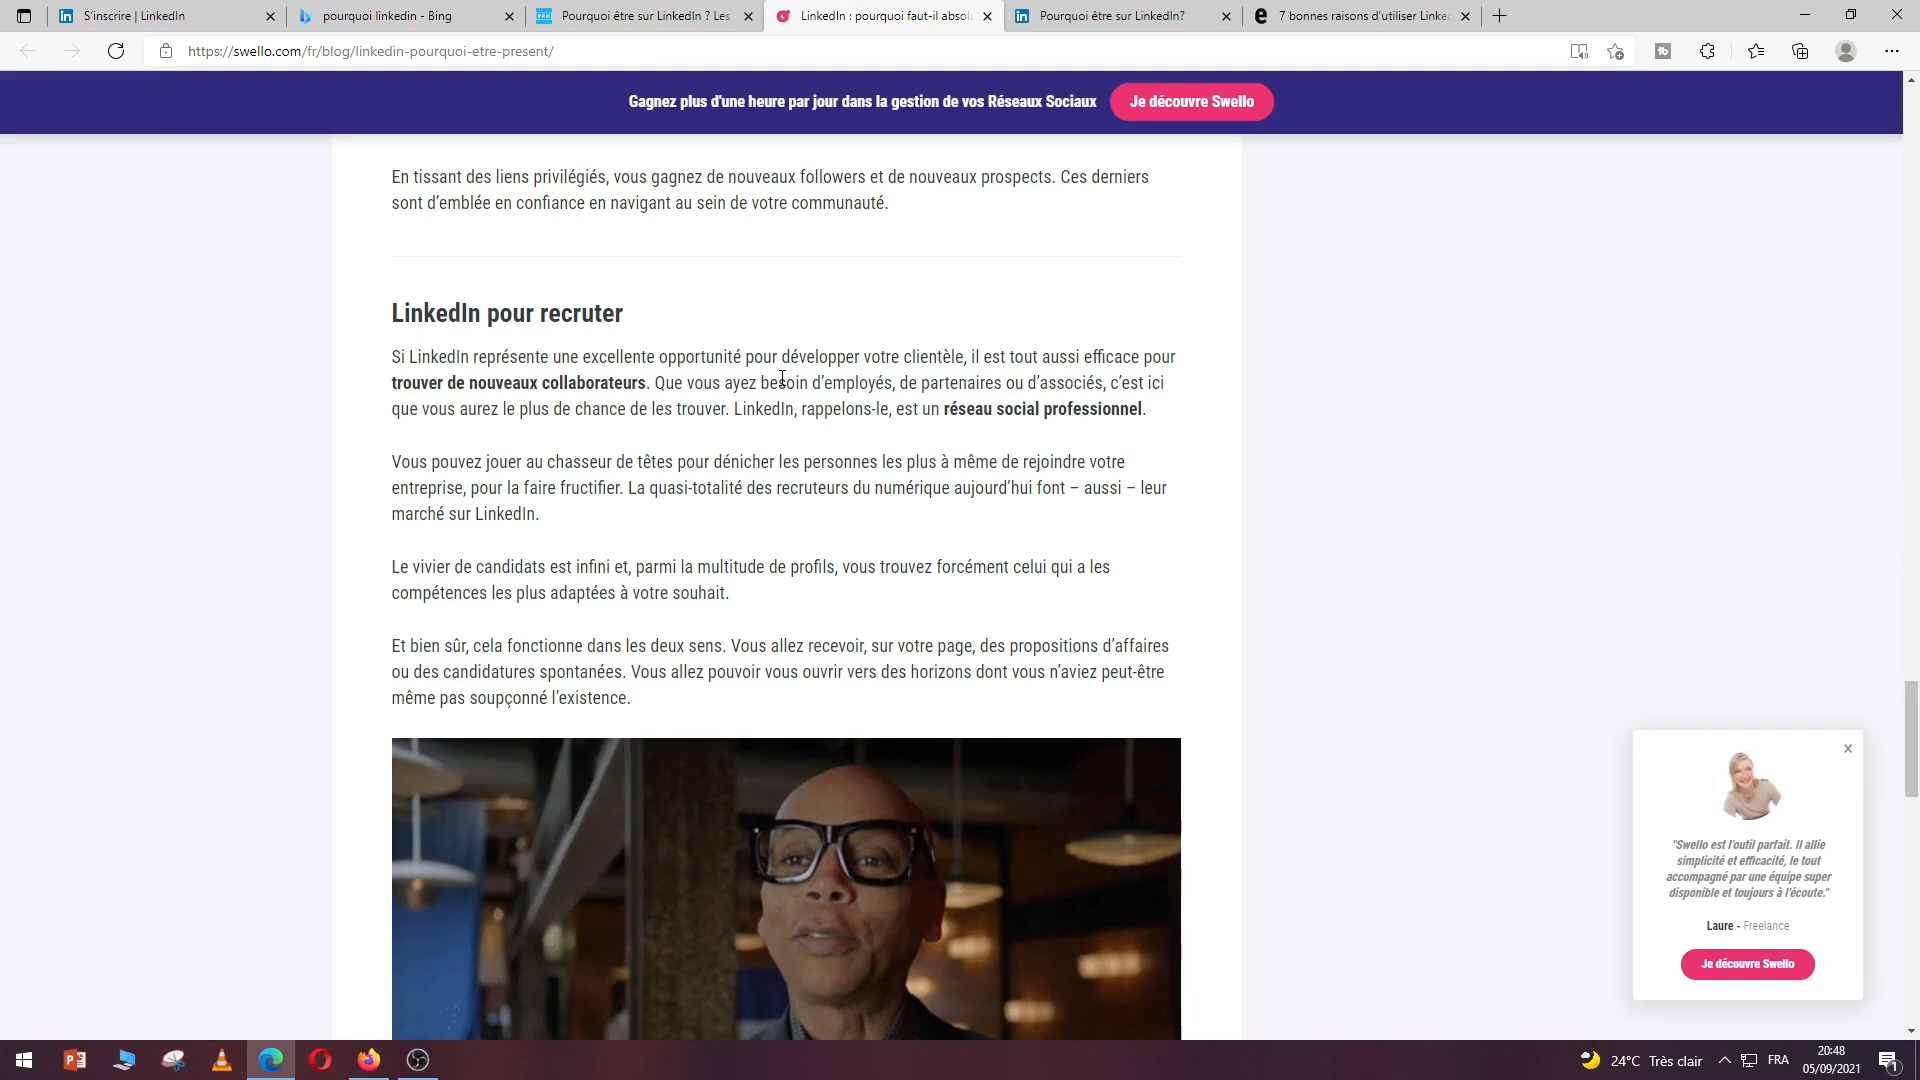 S'inscrire | LinkedIn
pourquoi linkedin - Bing
Pourquoi être sur LinkedIn ? Les
LinkedIn : pourquoi faut-il absol
Pourquoi être sur LinkedIn?
7 bonnes raisons d'utiliser Linke
https://swello.com/fr/blog/linkedin-pourquoi-etre-present/
Gagnez plus d'une heure par jour dans la gestion de vos Réseaux Sociaux
Je découvre Swello
En tissant des liens privilégiés, vous gagnez de nouveaux followers et de nouveaux prospects. Ces derniers
sont d’emblée en confiance en navigant au sein de votre communauté.
LinkedIn pour recruter
Si LinkedIn représente une excellente opportunité pour développer votre clientèle, il est tout aussi efficace pour
trouver de nouveaux collaborateurs. Que vous ayez besoin d’employés, de partenaires ou d’associés, c’est ici
que vous aurez le plus de chance de les trouver. LinkedIn, rappelons-le, est un réseau social professionnel.
Vous pouvez jouer au chasseur de têtes pour dénicher les personnes les plus à même de rejoindre votre
entreprise, pour la faire fructifier. La quasi-totalité des recruteurs du numérique aujourd’hui font – aussi – leur
marché sur LinkedIn.
Le vivier de candidats est infini et, parmi la multitude de profils, vous trouvez forcément celui qui a les
compétences les plus adaptées à votre souhait.
Et bien sûr, cela fonctionne dans les deux sens. Vous allez recevoir, sur votre page, des propositions d’affaires
ou des candidatures spontanées. Vous allez pouvoir vous ouvrir vers des horizons dont vous n’aviez peut-être
même pas soupçonné l’existence.
x
"Swello est l'outil parfait. Il allie
simplicité et efficacité, le tout
accompagné par une équipe super
disponible et toujours à l'écoute."
Laure - Freelance
Je découvre Swello
24°C Très clair
FRA
20:48
05/09/2021
1